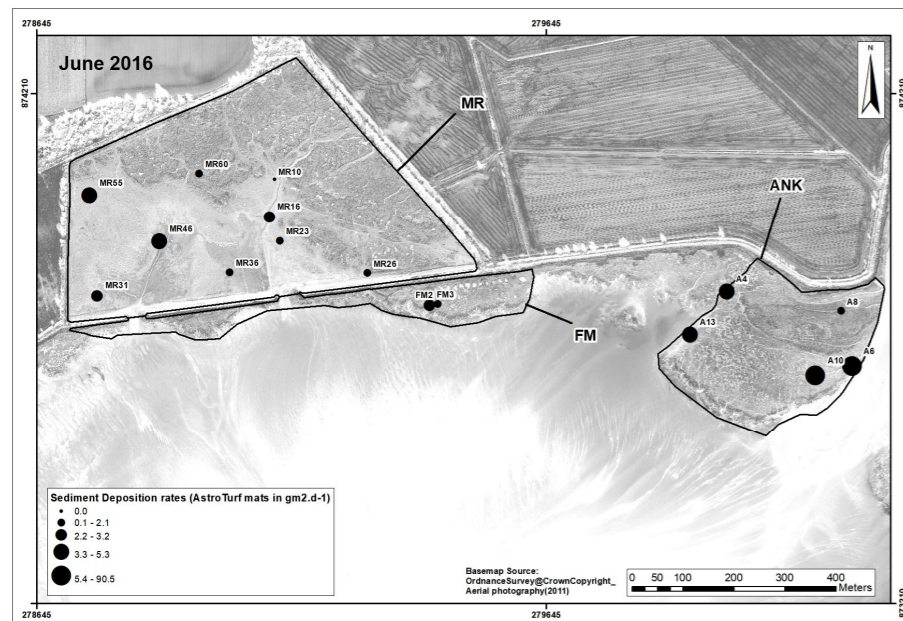 278645
279645
June 2016
N
874210
874210
MR
MR60
MR10
ANK
MR55
MR16
MR46
MR23
MR36
MR26
A4
MR31
FM2
FM3
A8
FM
A13
A10
A6
Sediment Deposition rates (AstroTurf mats in gm2.d-1)
0.0
0.1 - 2.1
2.2 - 3.2
3.3 - 5.3
5.4 - 90.5
Basemap Source:
OrdnanceSurvey@CrownCopyright_
Aerial photography(2011)
0 50 100 200 300 400
Meters
873210
278645
279645